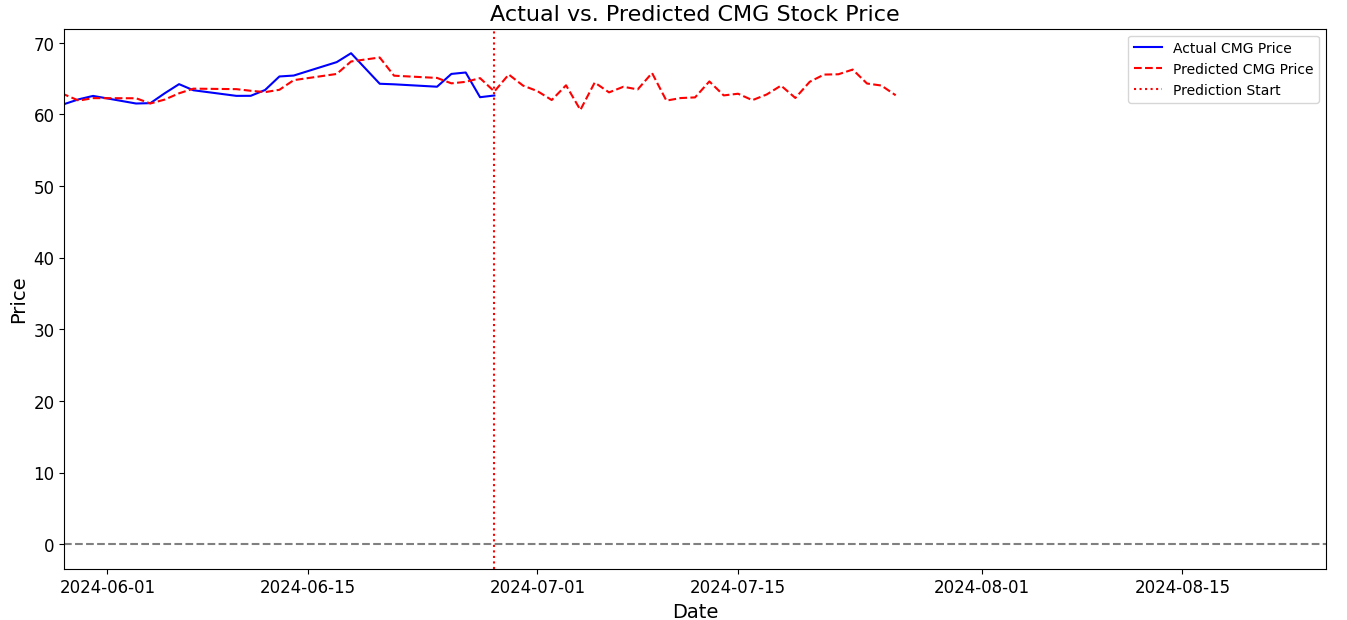 Actual vs. Predicted CMG Stock Price
70
60
50
40
30
20
10
0
Price
Actual CMG Price
Predicted CMG Price
Prediction Start
2024-06-01
2024-06-15
2024-07-01
2024-07-15
2024-08-01
2024-08-15
Date